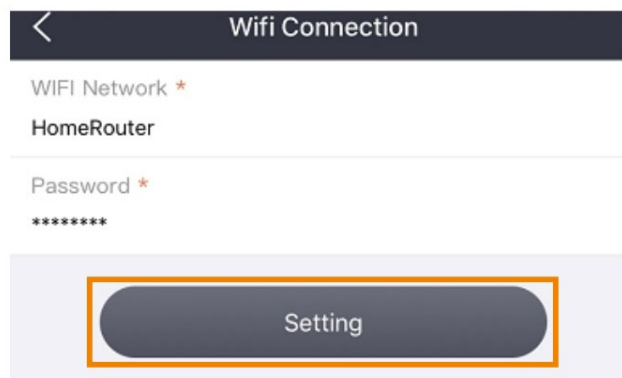 Wifi Connection
WIFI Network *
HomeRouter
Password *
********
Setting